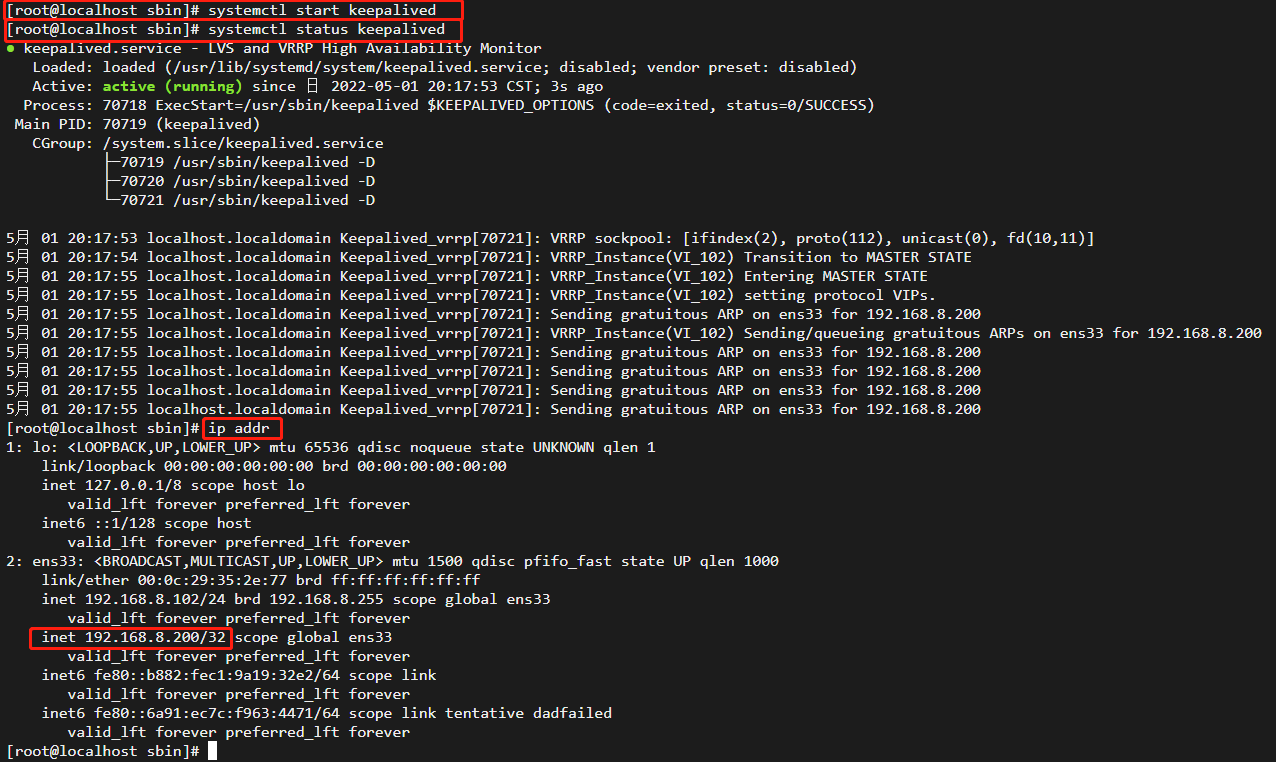 [root@localhost sbin]# systemctl start keepalived
[root@localhost sbin]# systemctl status keepalived
● keepalived.service - LVS and VRRP High Availability Monitor
   Loaded: loaded (/usr/lib/systemd/system/keepalived.service; disabled; vendor preset: disabled)
   Active: active (running) since 日 2022-05-01 20:17:53 CST; 3s ago
  Process: 70718 ExecStart=/usr/sbin/keepalived $KEEPALIVED_OPTIONS (code=exited, status=0/SUCCESS)
 Main PID: 70719 (keepalived)
   CGroup: /system.slice/keepalived.service
           ├─70719 /usr/sbin/keepalived -D
           ├─70720 /usr/sbin/keepalived -D
           └─70721 /usr/sbin/keepalived -D
5月 01 20:17:53 localhost.localdomain Keepalived_vrrp[70721]: VRRP sockpool: [ifindex(2), proto(112), unicast(0), fd(10,11)]
5月 01 20:17:54 localhost.localdomain Keepalived_vrrp[70721]: VRRP_Instance(VI_102) Transition to MASTER STATE
5月 01 20:17:55 localhost.localdomain Keepalived_vrrp[70721]: VRRP_Instance(VI_102) Entering MASTER STATE
5月 01 20:17:55 localhost.localdomain Keepalived_vrrp[70721]: VRRP_Instance(VI_102) setting protocol VIPs.
5月 01 20:17:55 localhost.localdomain Keepalived_vrrp[70721]: Sending gratuitous ARP on ens33 for 192.168.8.200
5月 01 20:17:55 localhost.localdomain Keepalived_vrrp[70721]: VRRP_Instance(VI_102) Sending/queueing gratuitous ARPs on ens33 for 192.168.8.200
5月 01 20:17:55 localhost.localdomain Keepalived_vrrp[70721]: Sending gratuitous ARP on ens33 for 192.168.8.200
5月 01 20:17:55 localhost.localdomain Keepalived_vrrp[70721]: Sending gratuitous ARP on ens33 for 192.168.8.200
5月 01 20:17:55 localhost.localdomain Keepalived_vrrp[70721]: Sending gratuitous ARP on ens33 for 192.168.8.200
5月 01 20:17:55 localhost.localdomain Keepalived_vrrp[70721]: Sending gratuitous ARP on ens33 for 192.168.8.200
[root@localhost sbin]# ip addr
1: lo: <LOOPBACK,UP,LOWER_UP> mtu 65536 qdisc noqueue state UNKNOWN qlen 1
    link/loopback 00:00:00:00:00:00 brd 00:00:00:00:00:00
    inet 127.0.0.1/8 scope host lo
       valid_lft forever preferred_lft forever
    inet6 ::1/128 scope host
       valid_lft forever preferred_lft forever
2: ens33: <BROADCAST,MULTICAST,UP,LOWER_UP> mtu 1500 qdisc pfifo_fast state UP qlen 1000
    link/ether 00:0c:29:35:2e:77 brd ff:ff:ff:ff:ff:ff
    inet 192.168.8.102/24 brd 192.168.8.255 scope global ens33
       valid_lft forever preferred_lft forever
    inet 192.168.8.200/32 scope global ens33
       valid_lft forever preferred_lft forever
    inet6 fe80::b882:fec1:9a19:32e2/64 scope link
       valid_lft forever preferred_lft forever
    inet6 fe80::6a91:ec7c:f963:4471/64 scope link tentative dadfailed
       valid_lft forever preferred_lft forever
[root@localhost sbin]#